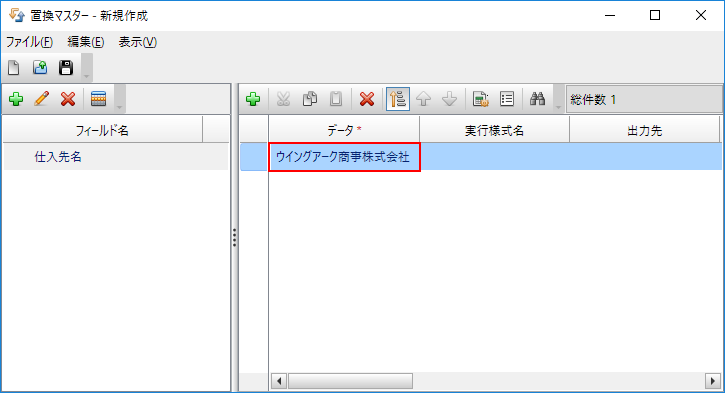 置換マスター - 新規作成
ファイル(F) 編集(E) 表示(V)
総件数 1
フィールド名
データ * 実行様式名 出力先
仕入先名
ウイングアーク商事株式会社